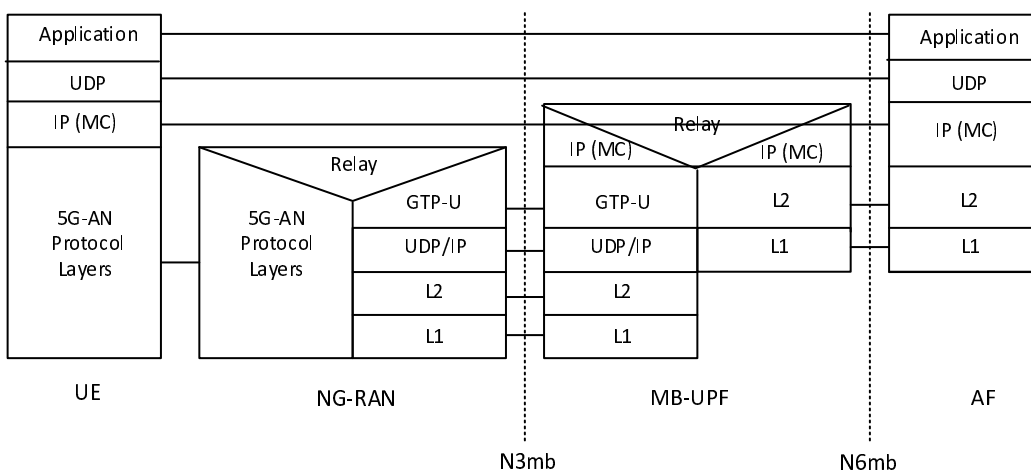 Application
UDP
IP (MC)
5G-AN
Protocol
Layers
UE
Relay
5G-AN
Protocol
Layers
GTP-U
UDP/IP
L2
L1
NG-RAN
N3mb
Relay
IP (MC)
IP (MC)
GTP-U
UDP/IP
L2
L1
L2
L1
MB-UPF
N6mb
Application
UDP
IP (MC)
L2
L1
AF